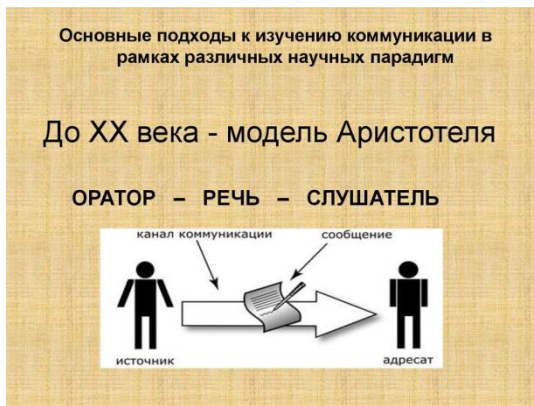 Основные подходы к изучению коммуникации в
рамках различных научных парадигм
До XX века - модель Аристотеля
ОРАТОР – РЕЧЬ – СЛУШАТЕЛЬ
канал коммуникации
сообщение
источник
адресат